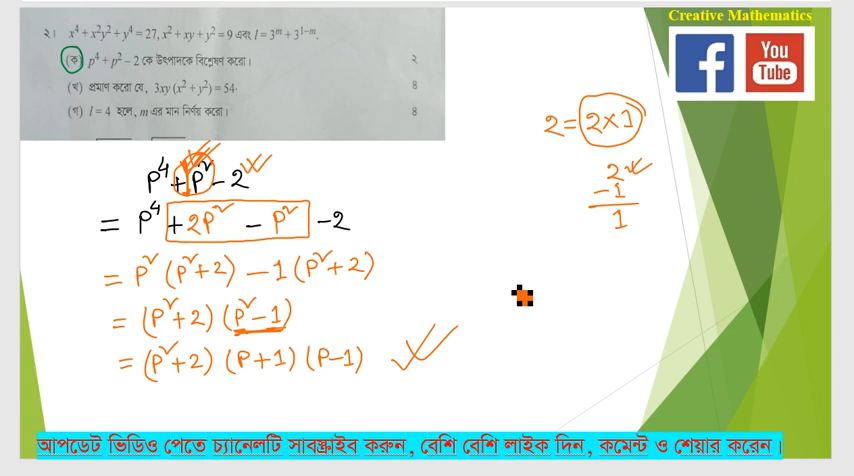 Creative Mathematics
২। x⁴ + x²y² + y⁴ = 27, x² + xy + y² = 9 এবং l = 3ᵐ + 3¹⁻ᵐ.
(ক) p⁴ + p² – 2 কে উৎপাদকে বিশ্লেষণ করো। ২
(খ) প্রমাণ করো যে, 3xy (x² + y²) = 54. ৪
(গ) l = 4 হলে, m এর মান নির্ণয় করো। ৪
You
Tube
2 = 2×1
2
-1
1
P⁴ + P² - 2
= P⁴ + 2P² - P² - 2
= P² (P²+2) - 1 (P²+2)
= (P²+2) (P²-1)
= (P²+2) (P+1) (P-1)
আপডেট ভিডিও পেতে চ্যানেলটি সাবস্ক্রাইব করুন, বেশি বেশি লাইক দিন, কমেন্ট ও শেয়ার করেন।